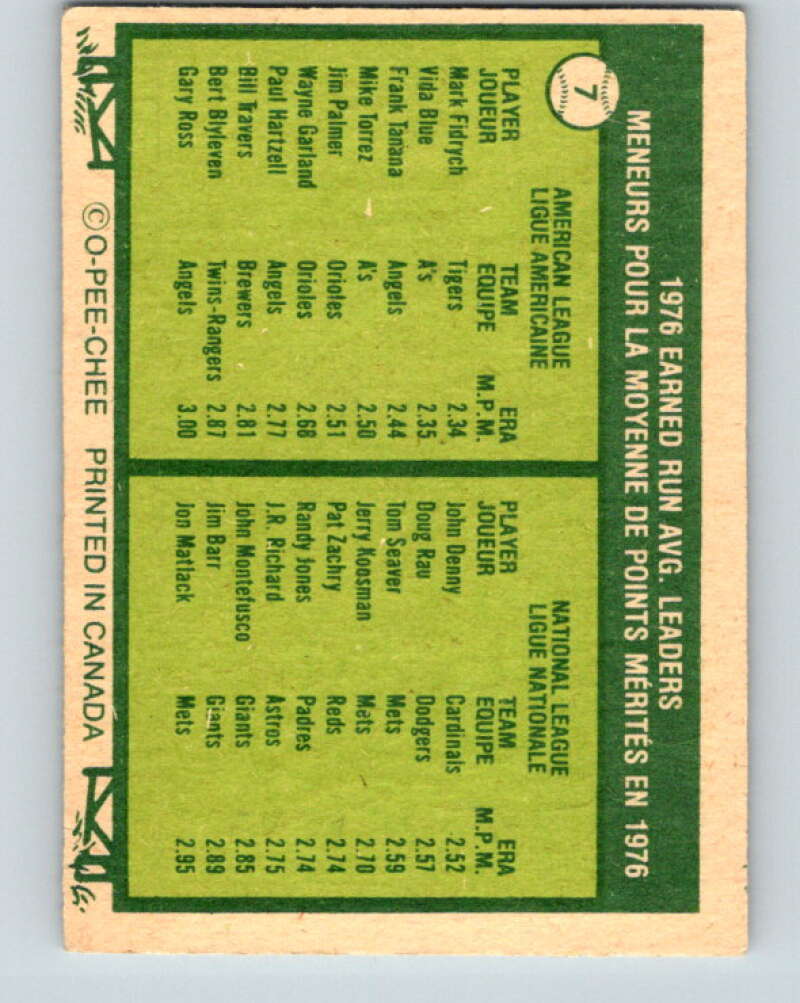 7
1976 EARNED RUN AVG. LEADERS
MENEURS POUR LA MOYENNE DE POINTS MÉRITÉS EN 1976
AMERICAN LEAGUE
LIGUE AMERICAINE
PLAYER TEAM ERA
JOUEUR EQUIPE M.P.M.
Mark Fidrych Tigers 2.34
Vida Blue A's 2.35
Frank Tanana Angels 2.44
Mike Torrez A's 2.50
Jim Palmer Orioles 2.51
Wayne Garland Orioles 2.68
Paul Hartzell Angels 2.77
Bill Travers Brewers 2.81
Bert Blyleven Twins-Rangers 2.87
Gary Ross Angels 3.00
NATIONAL LEAGUE
LIGUE NATIONALE
PLAYER TEAM ERA
JOUEUR EQUIPE M.P.M.
John Denny Cardinals 2.52
Doug Rau Dodgers 2.57
Tom Seaver Mets 2.59
Jerry Koosman Mets 2.70
Pat Zachry Reds 2.74
Randy Jones Padres 2.74
J.R. Richard Astros 2.75
John Montefusco Giants 2.85
Jim Barr Giants 2.89
Jon Matlack Mets 2.95
©O-PEE-CHEE PRINTED IN CANADA